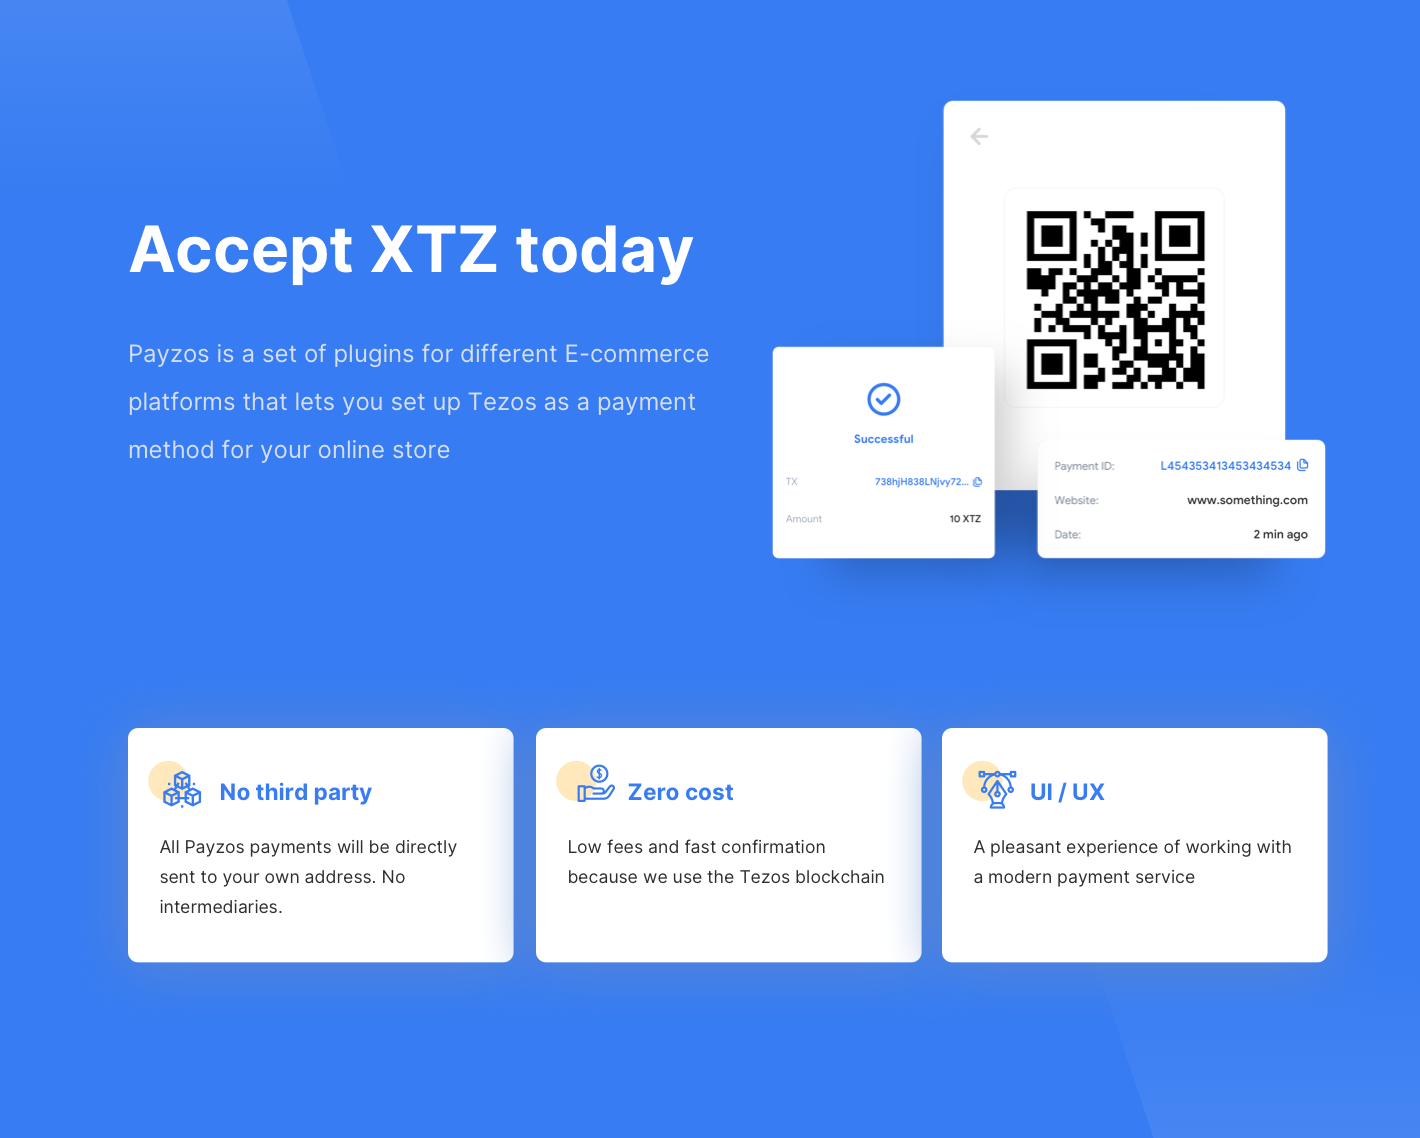 Accept XTZ today
Payzos is a set of plugins for different E-commerce
platforms that lets you set up Tezos as a payment
method for your online store
Successful
TX 738hjH838LNjvy72...
Amount 10 XTZ
Payment ID: L454353413453434534
Website: www.something.com
Date: 2 min ago
No third party
All Payzos payments will be directly
sent to your own address. No
intermediaries.
Zero cost
Low fees and fast confirmation
because we use the Tezos blockchain
UI / UX
A pleasant experience of working with
a modern payment service